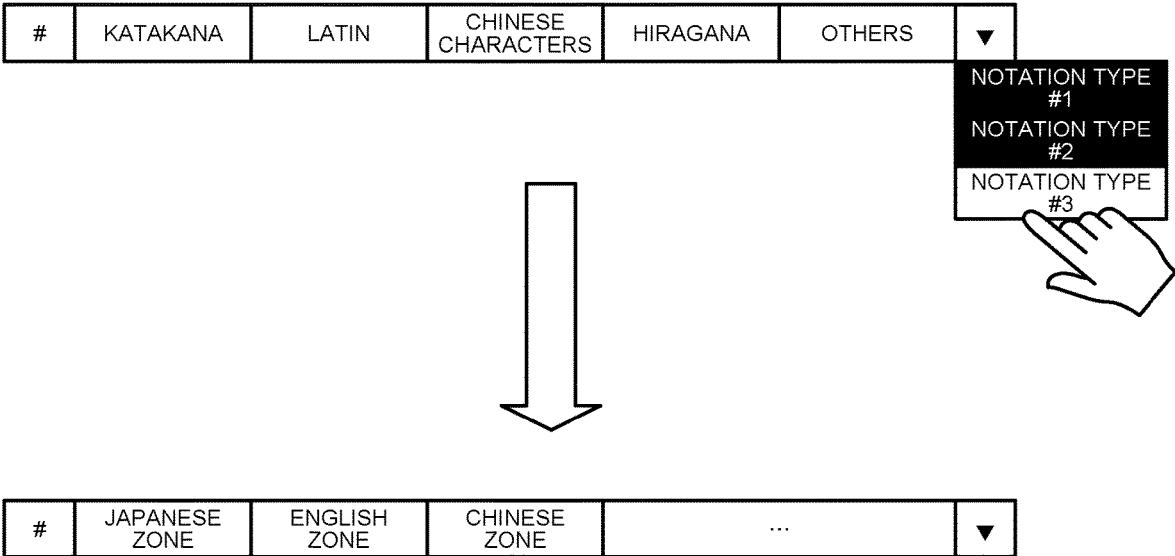 # KATAKANA LATIN CHINESE CHARACTERS HIRAGANA OTHERS ▼
NOTATION TYPE
#1
NOTATION TYPE
#2
NOTATION TYPE
#3
# JAPANESE ZONE ENGLISH ZONE CHINESE ZONE ... ▼